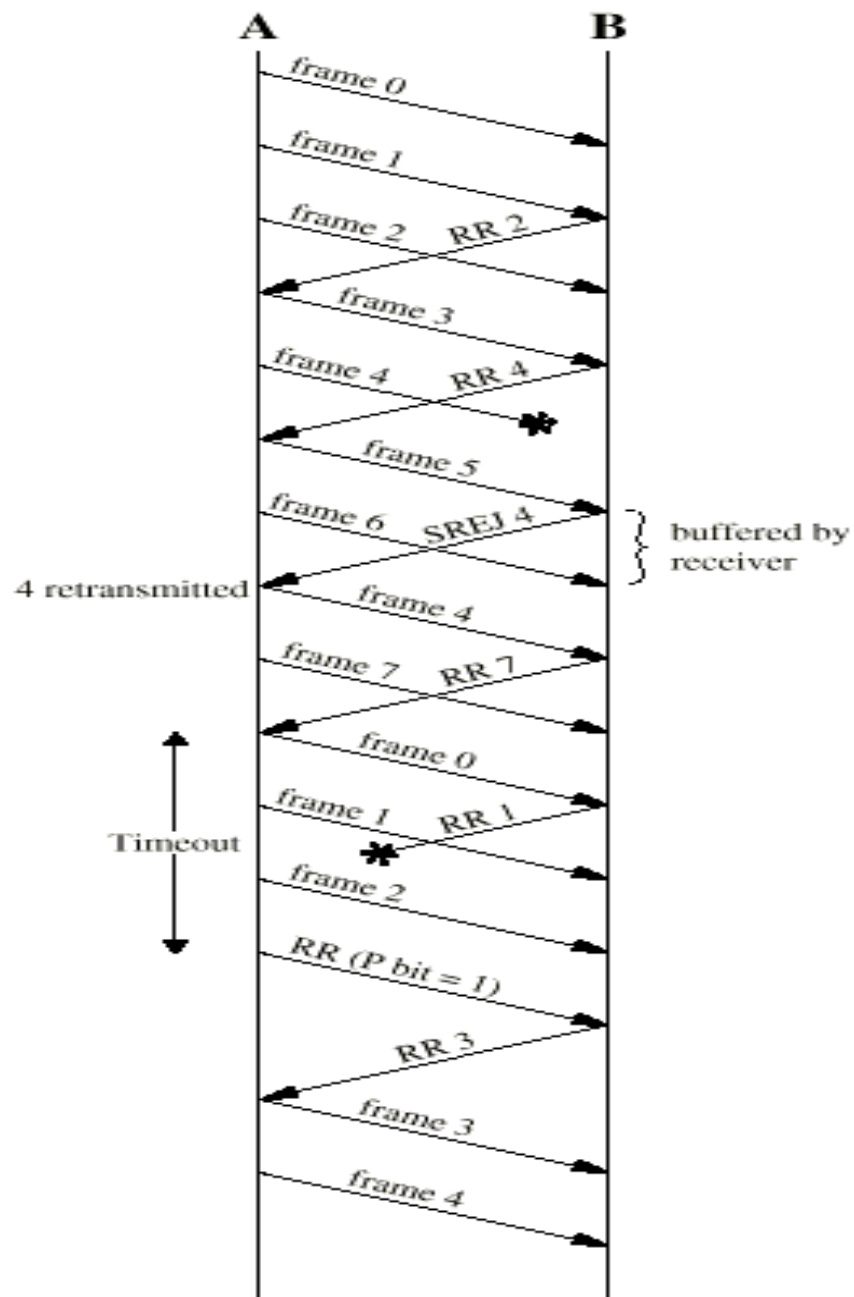 A
B
frame 0
frame 1
frame 2
RR 2
frame 3
frame 4
RR 4
frame 5
frame 6
SREJ 4
buffered by
receiver
4 retransmitted
frame 4
frame 7
RR 7
frame 0
frame 1
RR 1
Timeout
frame 2
RR (P bit = 1)
RR 3
frame 3
frame 4